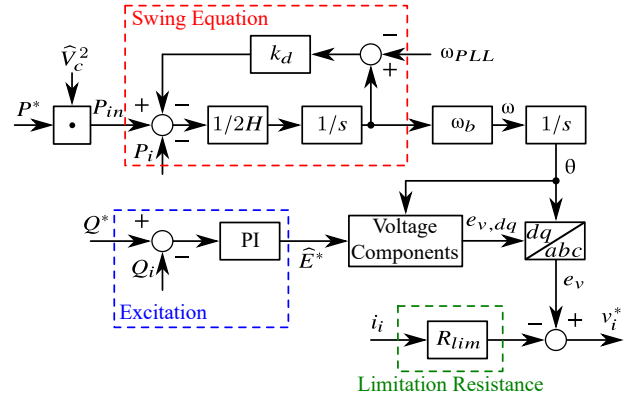 Swing Equation
V̂c² kd − + ωPLL
P* • Pin + − − 1/2H 1/s ωb ω 1/s
Pi θ
Q* + − PI Ê* Voltage Components ev,dq dq/abc
Qi
Excitation
ev
ii Rlim − + vi*
Limitation Resistance